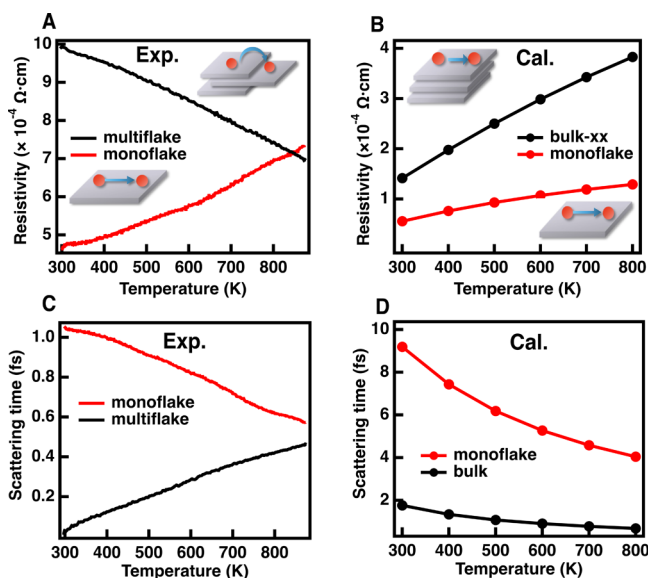 A
Exp.
10
9
8
7
6
5
multiflake
monoflake
300 400 500 600 700 800
Temperature (K)
Resistivity (× 10⁻⁴ Ω·cm)
B
Cal.
4
3
2
1
bulk-xx
monoflake
300 400 500 600 700 800
Temperature (K)
Resistivity (×10⁻⁴ Ω·cm)
C
Exp.
1.0
0.8
0.6
0.4
0.2
monoflake
multiflake
300 400 500 600 700 800
Temperature (K)
Scattering time (fs)
D
Cal.
10
8
6
4
2
monoflake
bulk
300 400 500 600 700 800
Temperature (K)
Scattering time (fs)